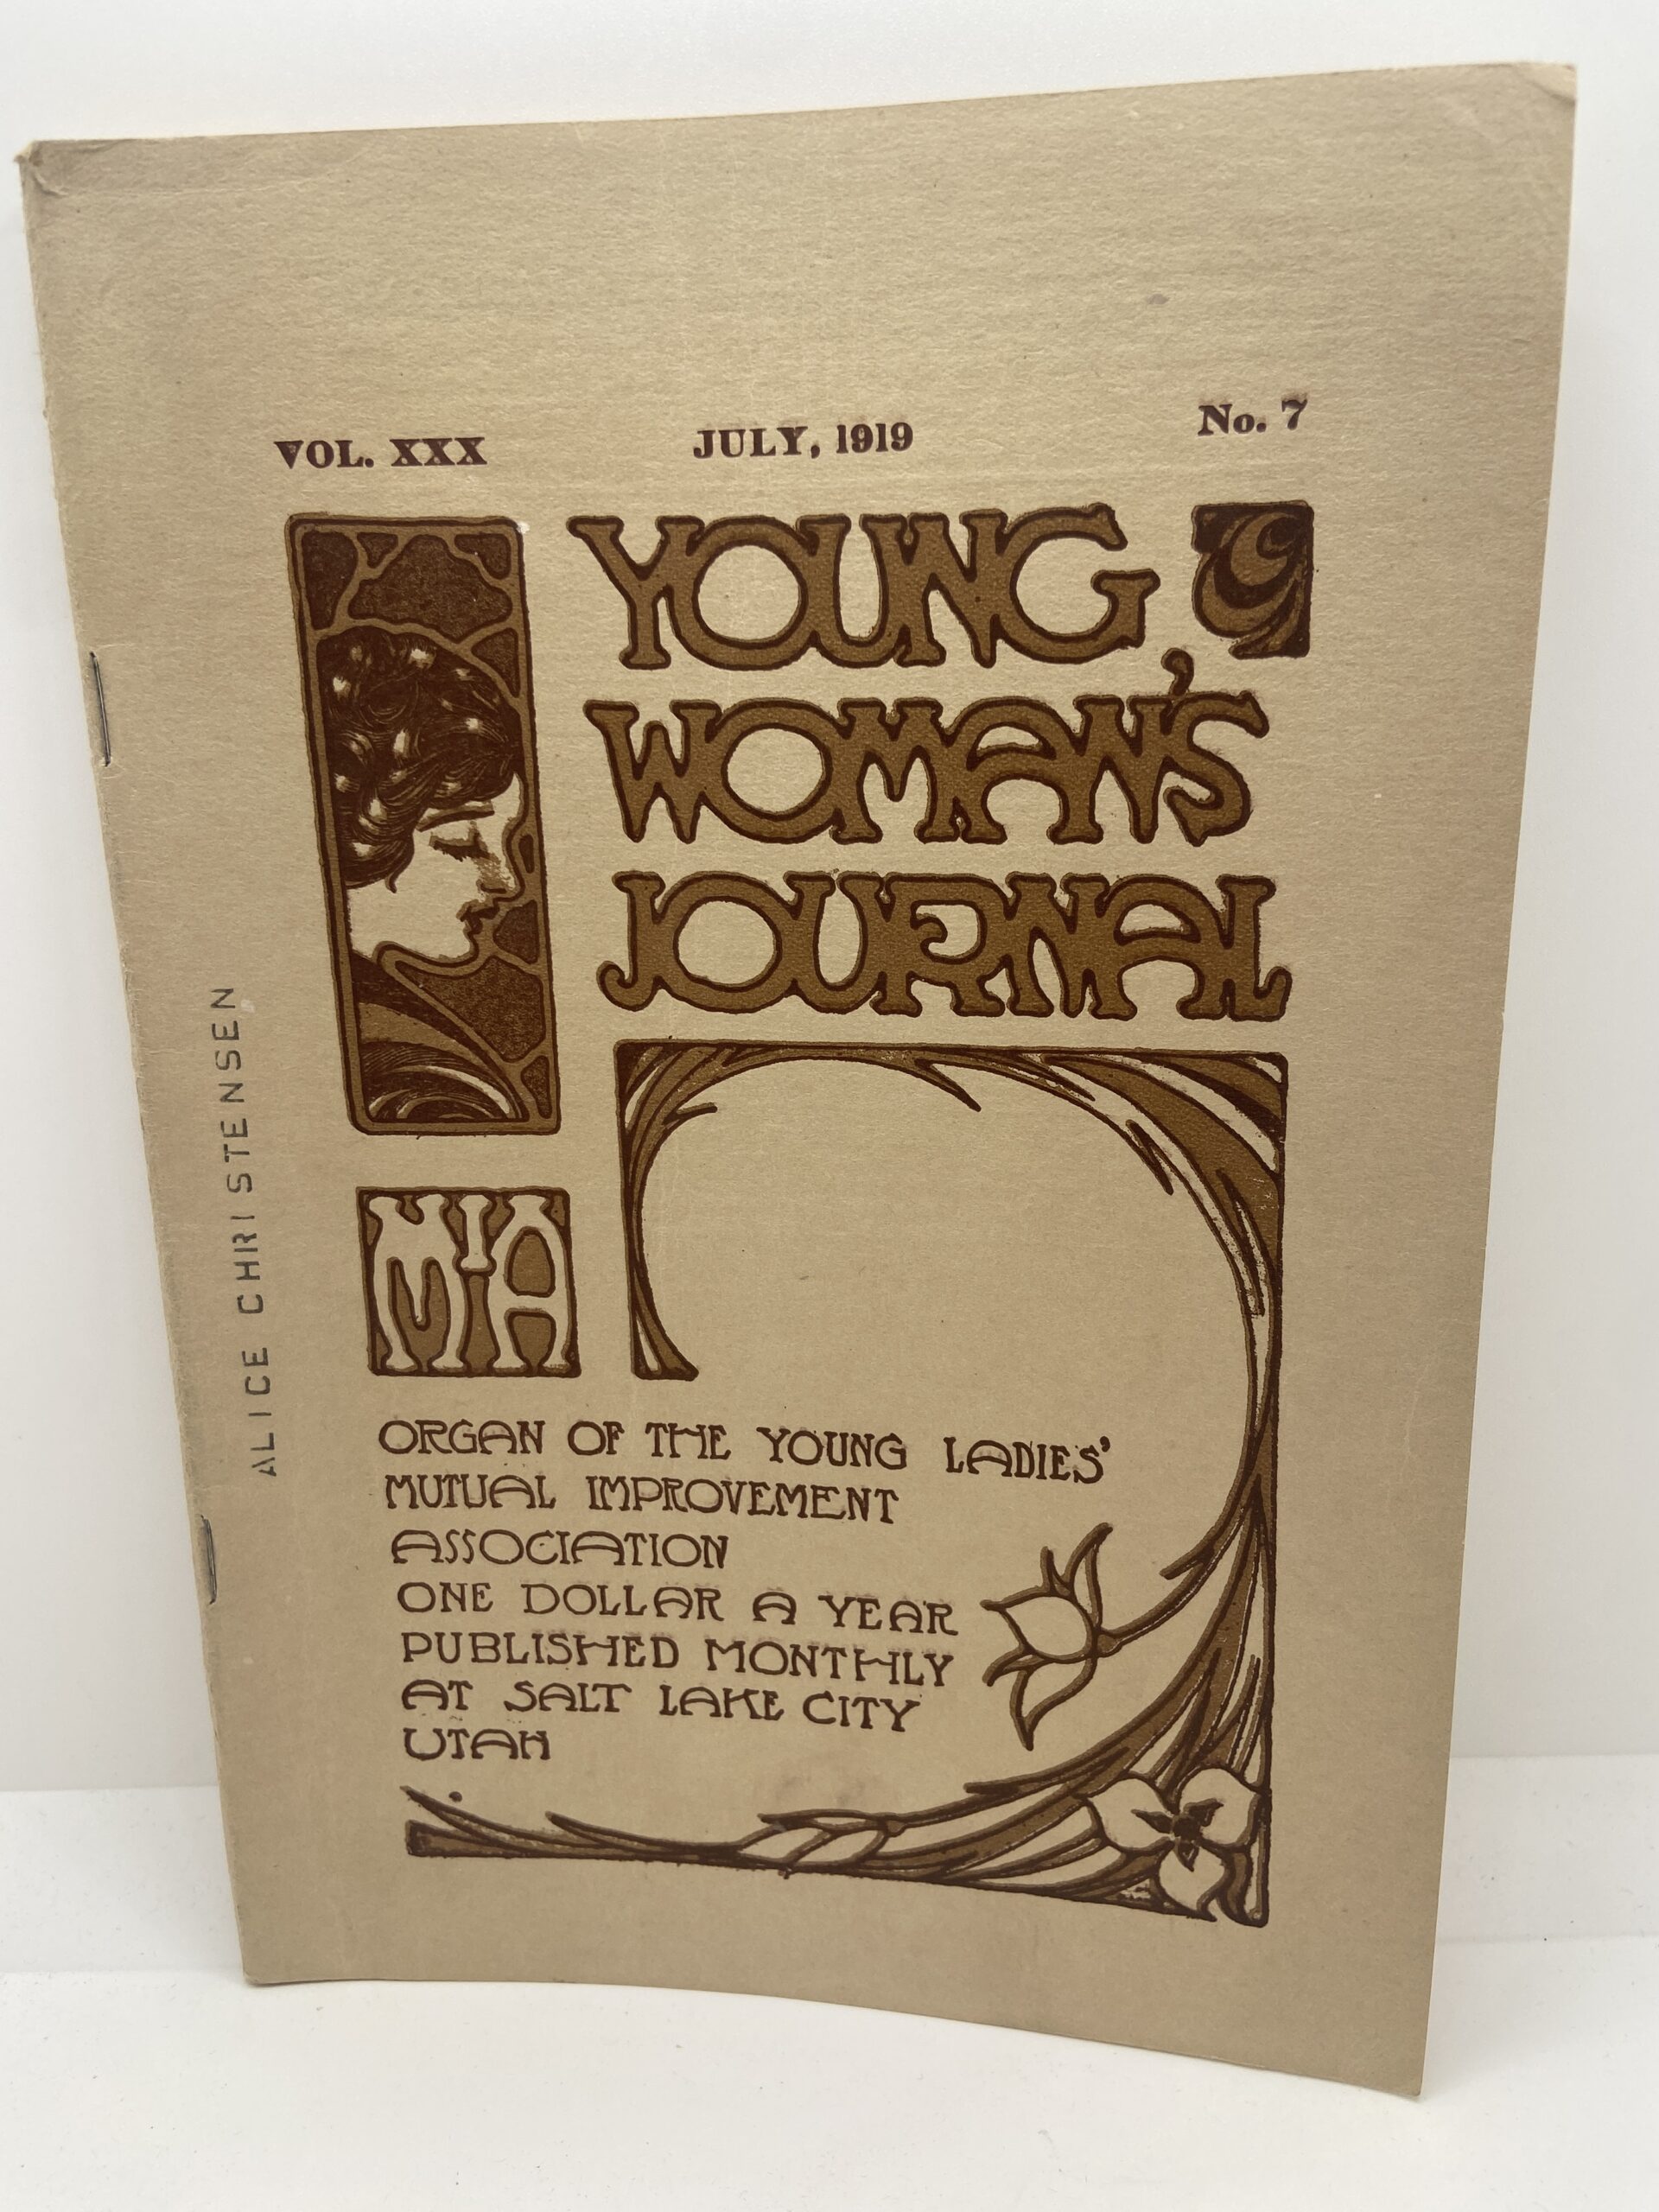 VOL. XXX JULY, 1919 No. 7
YOUNG
WOMAN'S
JOURNAL
MIA
ORGAN OF THE YOUNG LADIES'
MUTUAL IMPROVEMENT
ASSOCIATION
ONE DOLLAR A YEAR
PUBLISHED MONTHLY
AT SALT LAKE CITY
UTAH
ALICE CHRISTENSEN